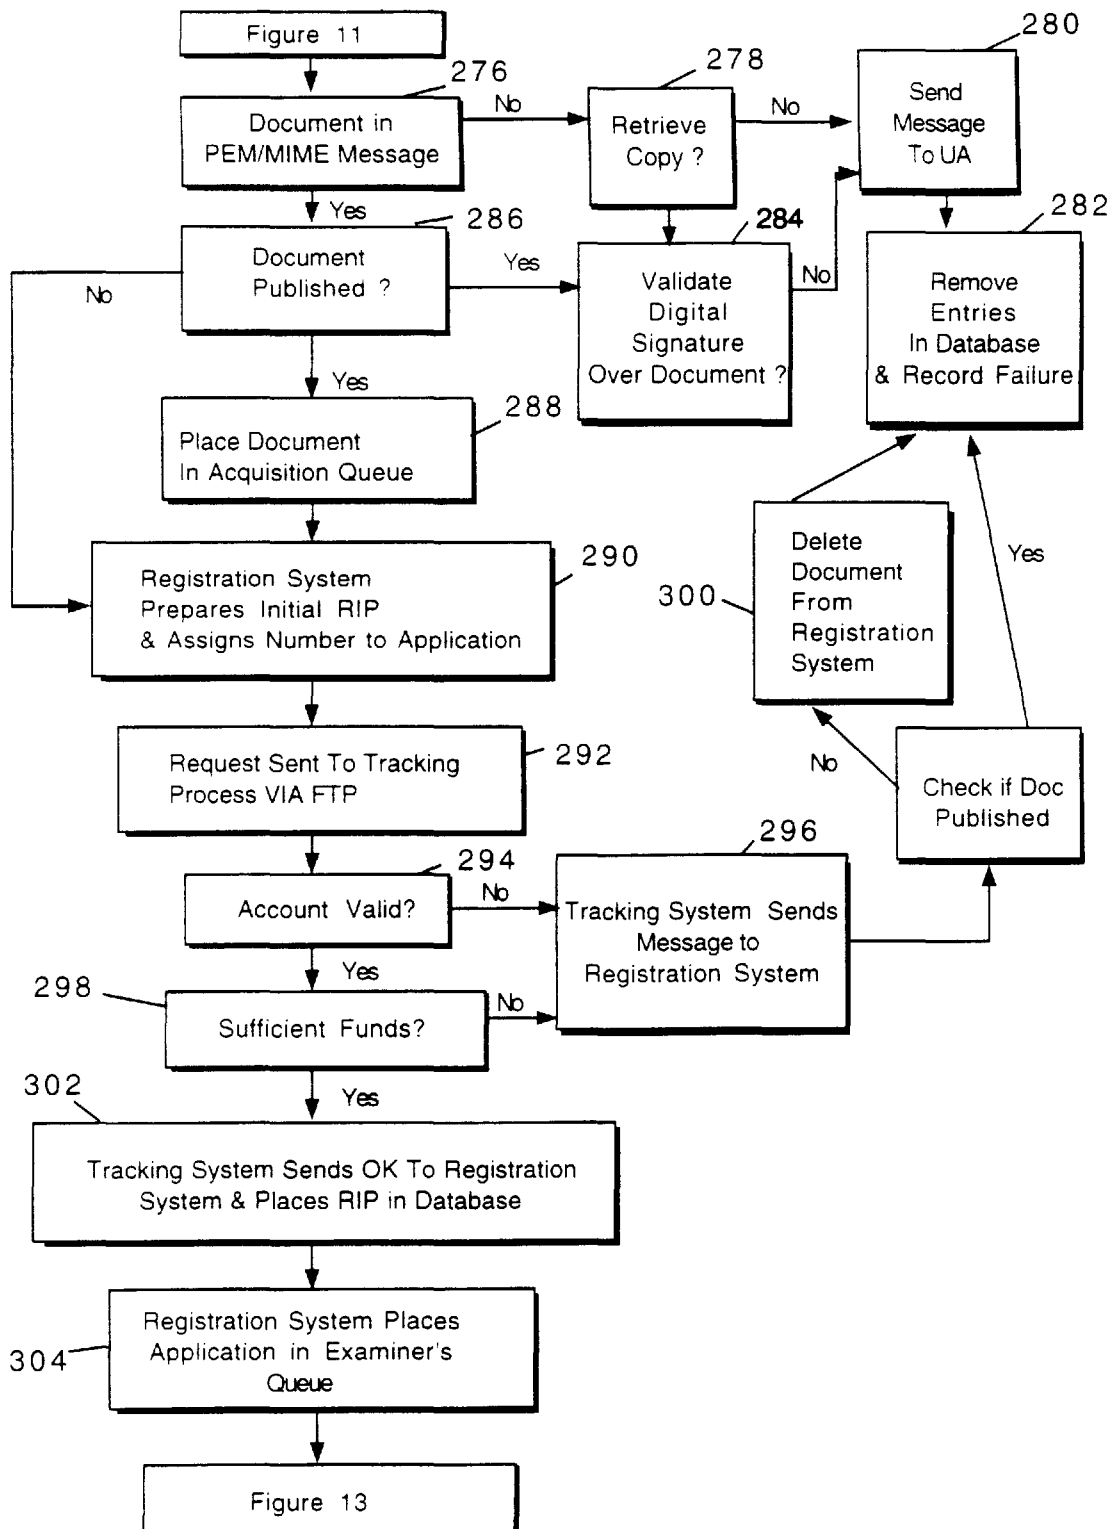 Figure 11
276
Document in
PEM/MIME Message
No
278
Retrieve
Copy ?
No
280
Send
Message
To UA
Yes
286
Document
Published ?
No
Yes
284
Validate
Digital
Signature
Over Document ?
No
282
Remove
Entries
In Database
& Record Failure
Yes
288
Place Document
In Acquisition Queue
290
Registration System
Prepares Initial RIP
& Assigns Number to Application
300
Delete
Document
From
Registration
System
Yes
292
Request Sent To Tracking
Process VIA FTP
No
Check if Doc
Published
294
Account Valid?
No
296
Tracking System Sends
Message to
Registration System
Yes
298
Sufficient Funds?
No
Yes
302
Tracking System Sends OK To Registration
System & Places RIP in Database
304
Registration System Places
Application in Examiner's
Queue
Figure 13